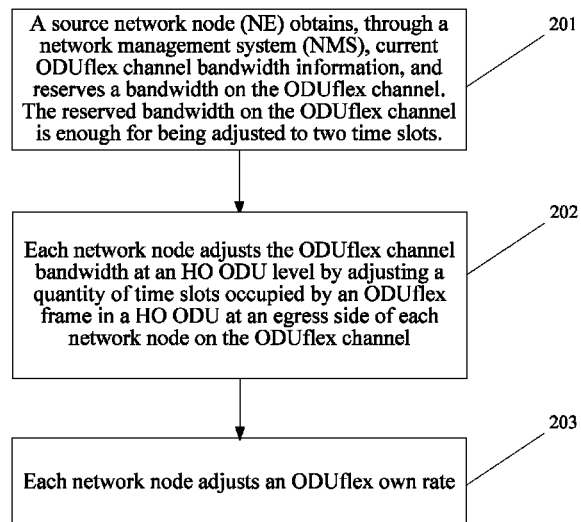 A source network node (NE) obtains, through a
network management system (NMS), current
ODUflex channel bandwidth information, and
reserves a bandwidth on the ODUflex channel.
The reserved bandwidth on the ODUflex channel
is enough for being adjusted to two time slots.
201
Each network node adjusts the ODUflex channel
bandwidth at an HO ODU level by adjusting a
quantity of time slots occupied by an ODUflex
frame in a HO ODU at an egress side of each
network node on the ODUflex channel
202
Each network node adjusts an ODUflex own rate
203